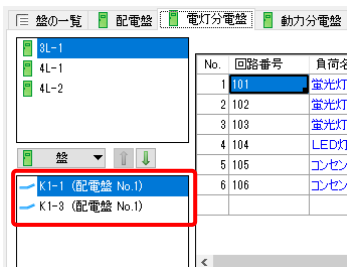 盤の一覧 配電盤 電灯分電盤 動力分電盤
3L-1
4L-1
4L-2
No. 回路番号
1 101 蛍光灯
2 102 蛍光灯
3 103 蛍光灯
4 104 LED灯
5 105 コンセン
6 106 コンセン
盤
K1-1 (配電盤 No.1)
K1-3 (配電盤 No.1)